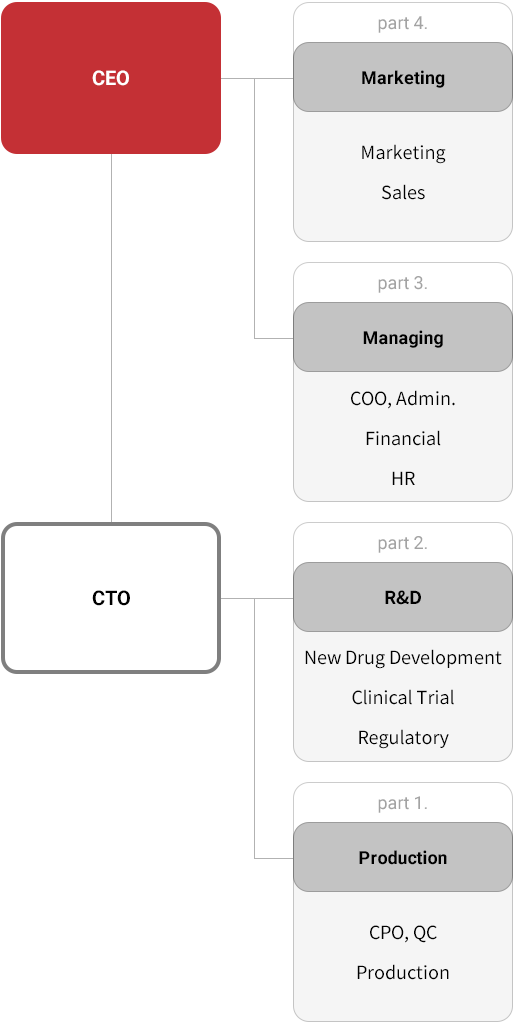 CEO
part 4.
Marketing
Marketing
Sales
part 3.
Managing
COO, Admin.
Financial
HR
CTO
part 2.
R&D
New Drug Development
Clinical Trial
Regulatory
part 1.
Production
CPO, QC
Production